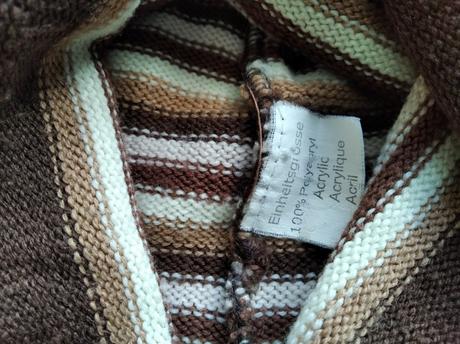 Einheitsgrösse
100% Polyacryl
Acrylic
Acrylique
Acril